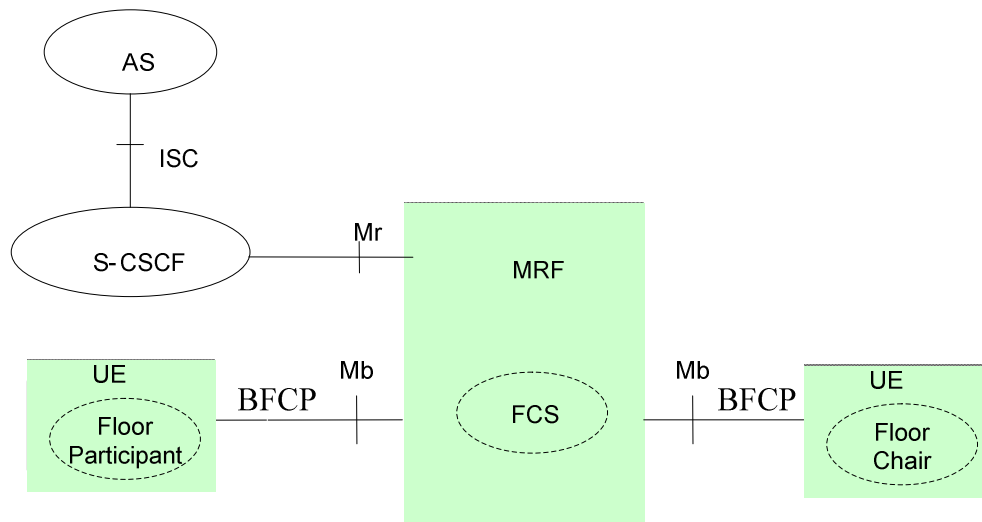 AS
ISC
S-CSCF
Mr
MRF
UE
Floor
Participant
BFCP
Mb
FCS
Mb
BFCP
UE
Floor
Chair